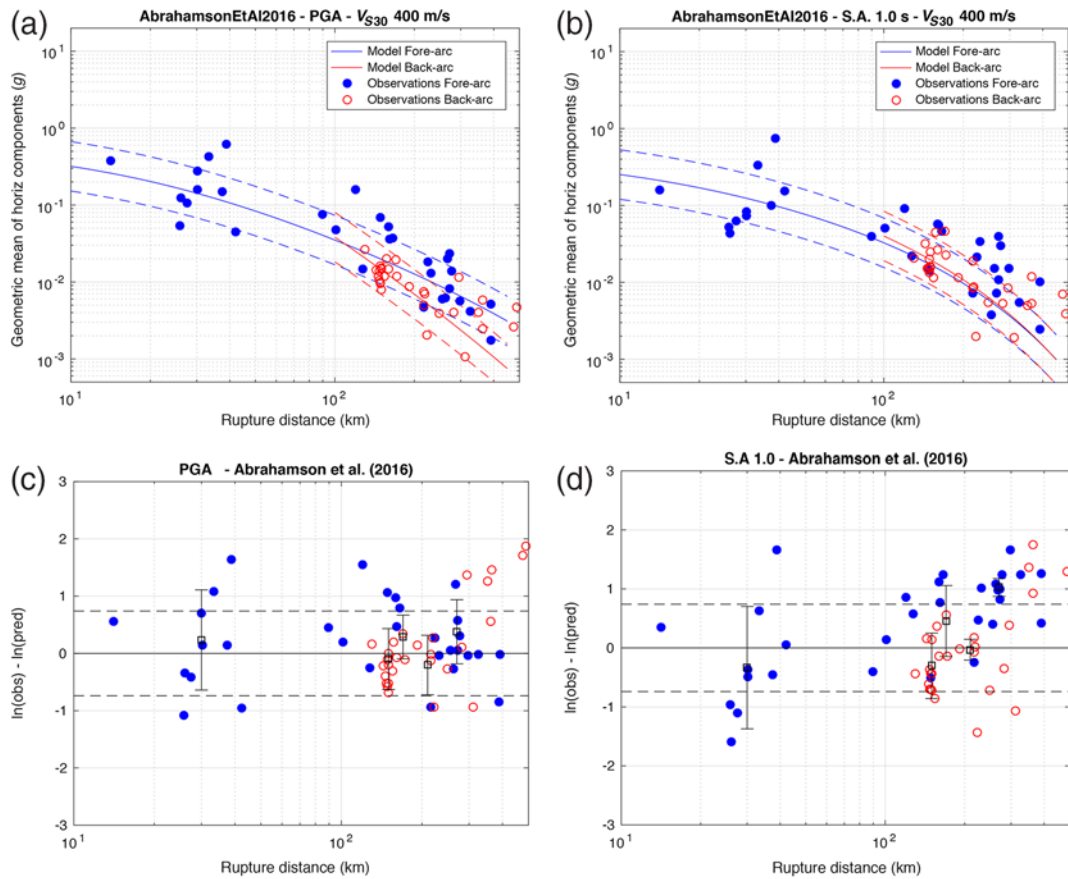 (a)
AbrahamsonEtAl2016 - PGA - VS30 400 m/s
Model Fore-arc
Model Back-arc
Observations Fore-arc
Observations Back-arc
Geometric mean of horiz components (g)
10^1
10^0
10^-1
10^-2
10^-3
10^1
10^2
Rupture distance (km)
(b)
AbrahamsonEtAl2016 - S.A. 1.0 s - VS30 400 m/s
Model Fore-arc
Model Back-arc
Observations Fore-arc
Observations Back-arc
Geometric mean of horiz components (g)
10^1
10^0
10^-1
10^-2
10^-3
10^1
10^2
Rupture distance (km)
(c)
PGA - Abrahamson et al. (2016)
ln(obs) - ln(pred)
3
2
1
0
-1
-2
-3
10^1
10^2
Rupture distance (km)
(d)
S.A 1.0 - Abrahamson et al. (2016)
ln(obs) - ln(pred)
3
2
1
0
-1
-2
-3
10^1
10^2
Rupture distance (km)